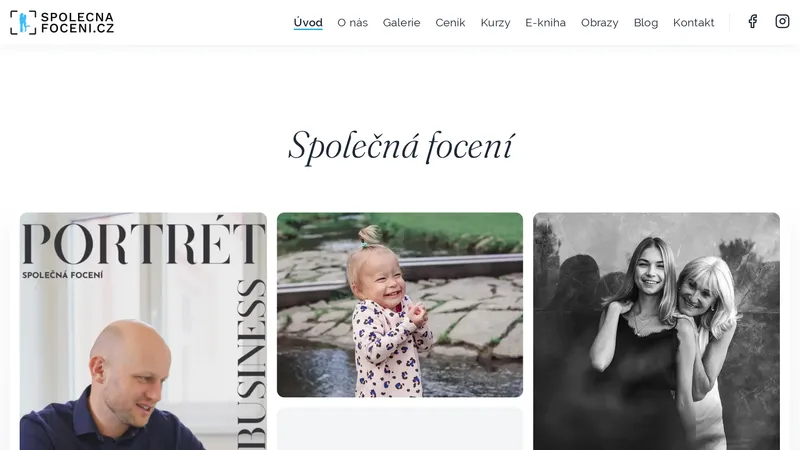 SPOLECNA
FOCENI.CZ
Úvod
O nás
Galerie
Ceník
Kurzy
E-kniha
Obrazy
Blog
Kontakt
Společná focení
PORTRÉT
SPOLEČNÁ FOCENÍ
BUSINESS